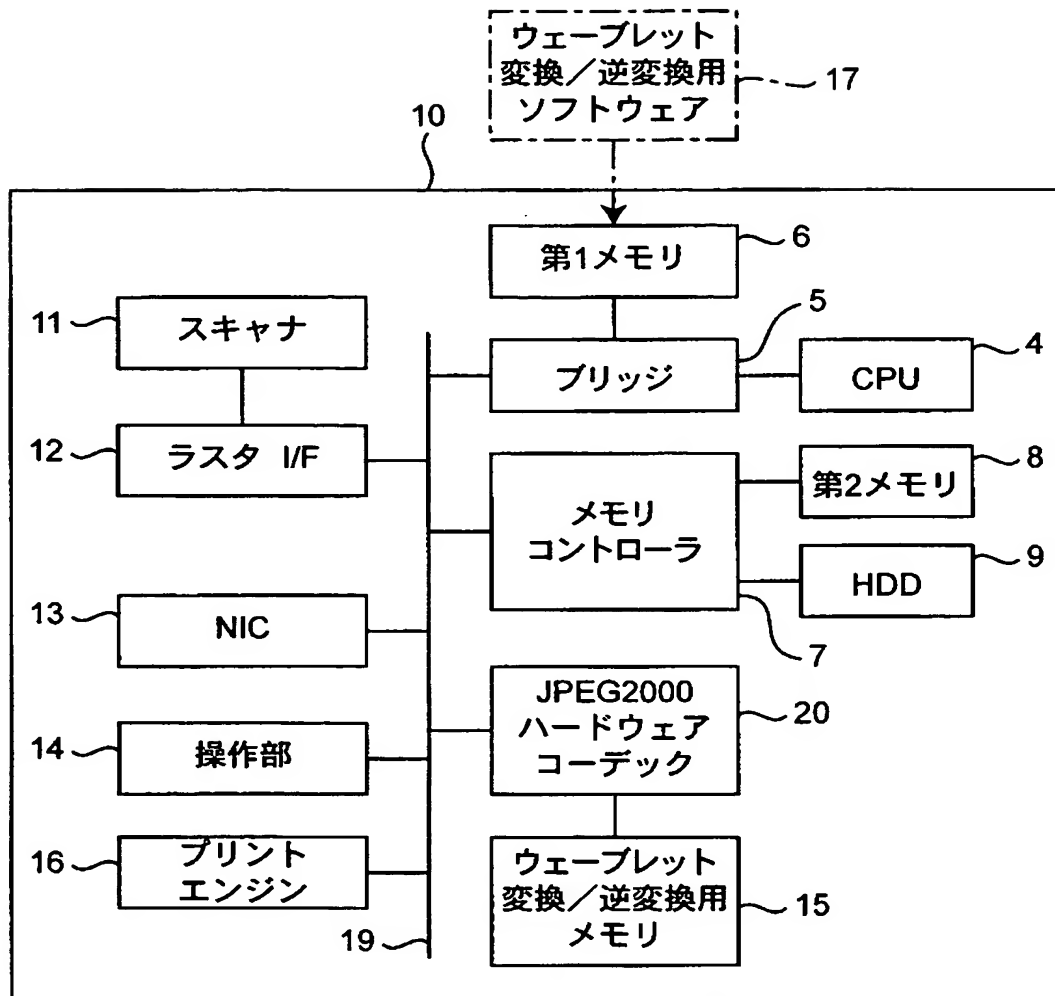 ウェーブレット
変換／逆変換用
ソフトウェア
17
10
第1メモリ
6
11
スキャナ
5
ブリッジ
4
CPU
12
ラスタ I/F
メモリ
コントローラ
8
第2メモリ
9
HDD
7
13
NIC
JPEG2000
ハードウェア
コーデック
20
14
操作部
16
プリント
エンジン
ウェーブレット
変換／逆変換用
メモリ
15
19